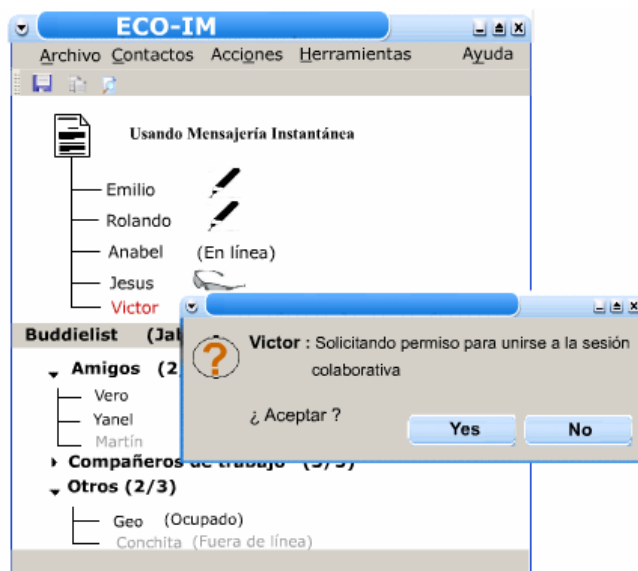 ECO-IM
Archivo Contactos Acciones Herramientas Ayuda
Usando Mensajería Instantánea
Emilio
Rolando
Anabel (En línea)
Jesus
Victor
Buddielist
Victor : Solicitando permiso para unirse a la sesión
colaborativa
¿ Aceptar ?
Yes No
Amigos (2
Vero
Yanel
Martín
Compañeros de trabajo
Otros (2/3)
Geo (Ocupado)
Conchita (Fuera de línea)